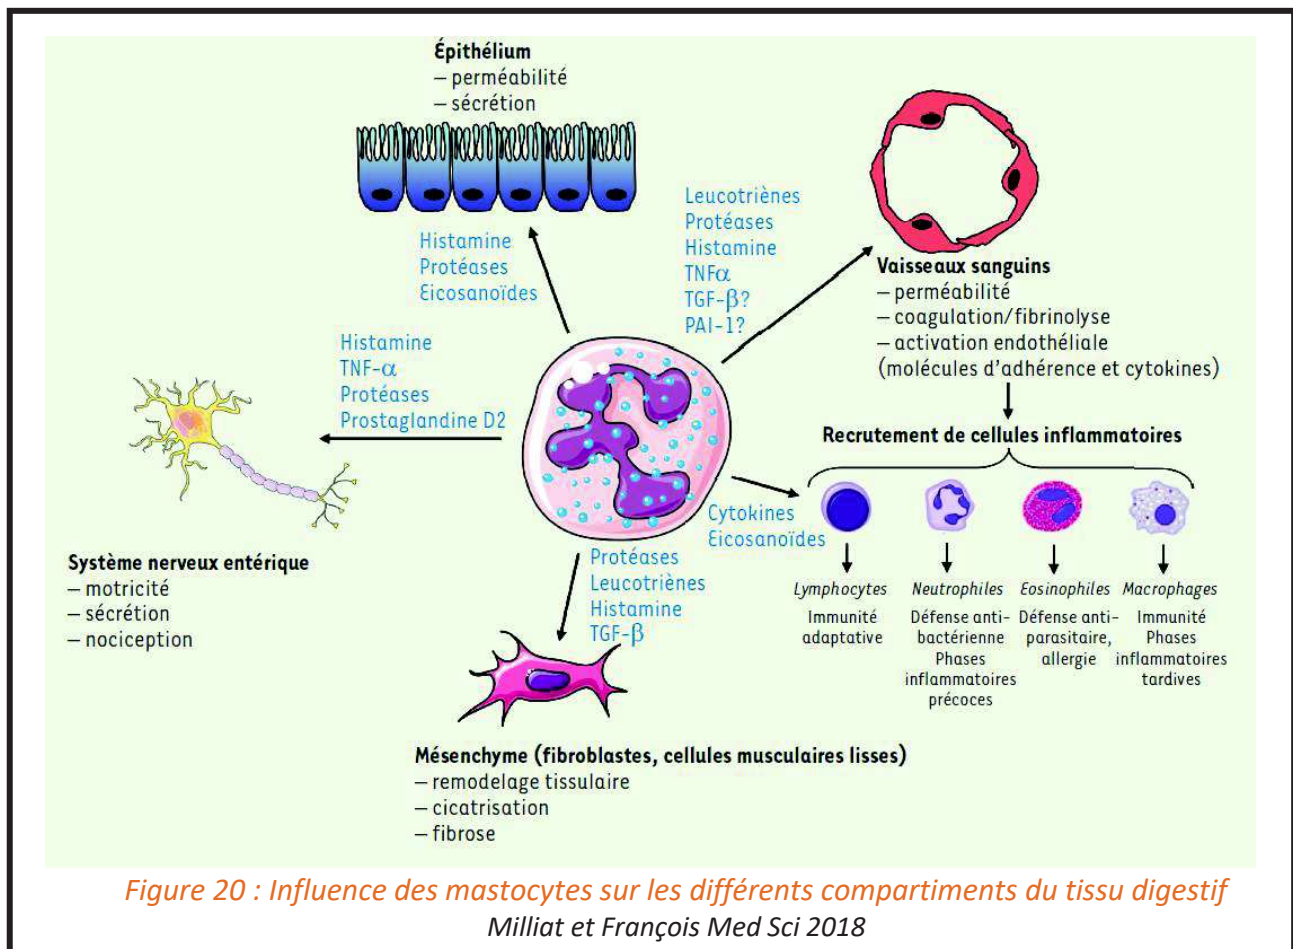 Épithélium
– perméabilité
– sécrétion
Histamine
Protéases
Eicosanoïdes
Leucotriènes
Protéases
Histamine
TNFα
TGF-β?
PAI-1?
Vaisseaux sanguins
– perméabilité
– coagulation/fibrinolyse
– activation endothéliale
(molécules d'adhérence et cytokines)
Histamine
TNF-α
Protéases
Prostaglandine D2
Système nerveux entérique
– motricité
– sécrétion
– nociception
Recrutement de cellules inflammatoires
Cytokines
Eicosanoïdes
Lymphocytes
Immunité
adaptative
Neutrophiles
Défense anti-
bactérienne
Phases
inflammatoires
précoces
Eosinophiles
Défense anti-
parasitaire,
allergie
Macrophages
Immunité
Phases
inflammatoires
tardives
Protéases
Leucotriènes
Histamine
TGF-β
Mésenchyme (fibroblastes, cellules musculaires lisses)
– remodelage tissulaire
– cicatrisation
– fibrose
Figure 20 : Influence des mastocytes sur les différents compartiments du tissu digestif
Milliat et François Med Sci 2018